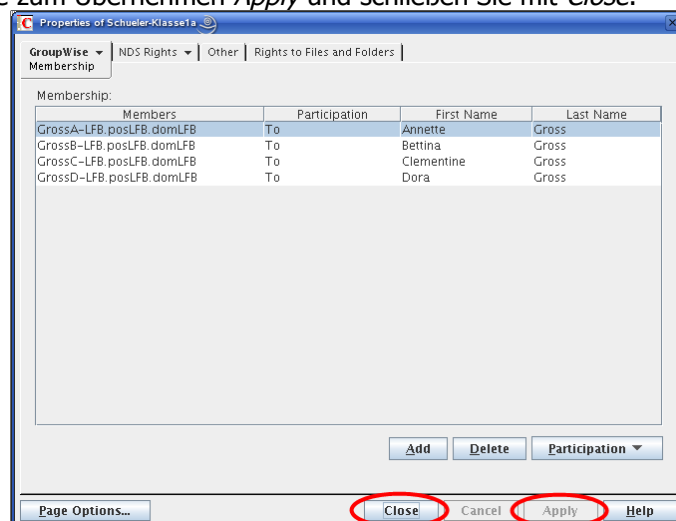 e zum Übernehmen Apply und schließen Sie mit Close.
Properties of Schueler-Klasse1a
GroupWise NDS Rights Other Rights to Files and Folders
Membership
Membership:
Members Participation First Name Last Name
GrossA-LFB.posLFB.domLFB To Annette Gross
GrossB-LFB.posLFB.domLFB To Bettina Gross
GrossC-LFB.posLFB.domLFB To Clementine Gross
GrossD-LFB.posLFB.domLFB To Dora Gross
Add Delete Participation
Page Options... Close Cancel Apply Help